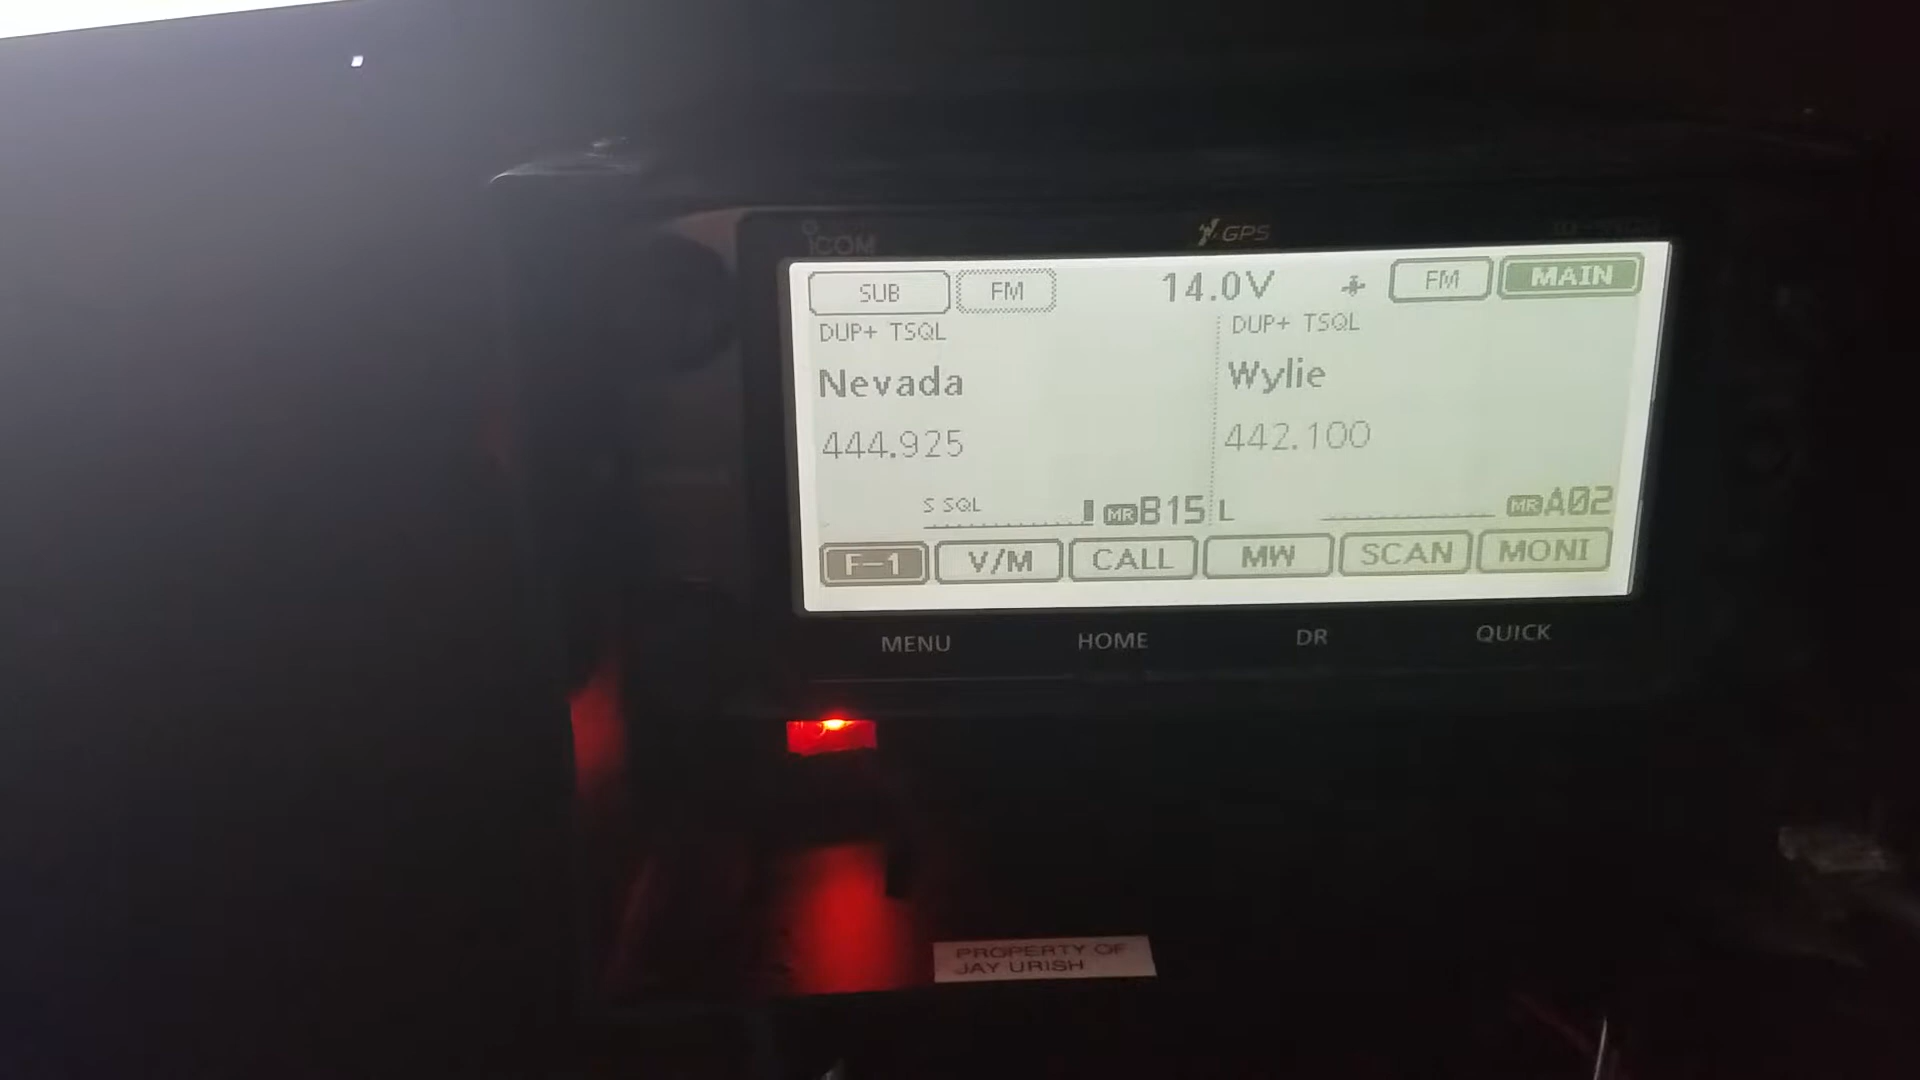 ICOM
GPS
SUB FM 14.0V FM MAIN
DUP+ TSQL DUP+ TSQL
Nevada Wylie
444.925 442.100
S SQL MR B15 L MR A02
F-1 V/M CALL MW SCAN MONI
MENU HOME DR QUICK
PROPERTY OF
JAY URISH